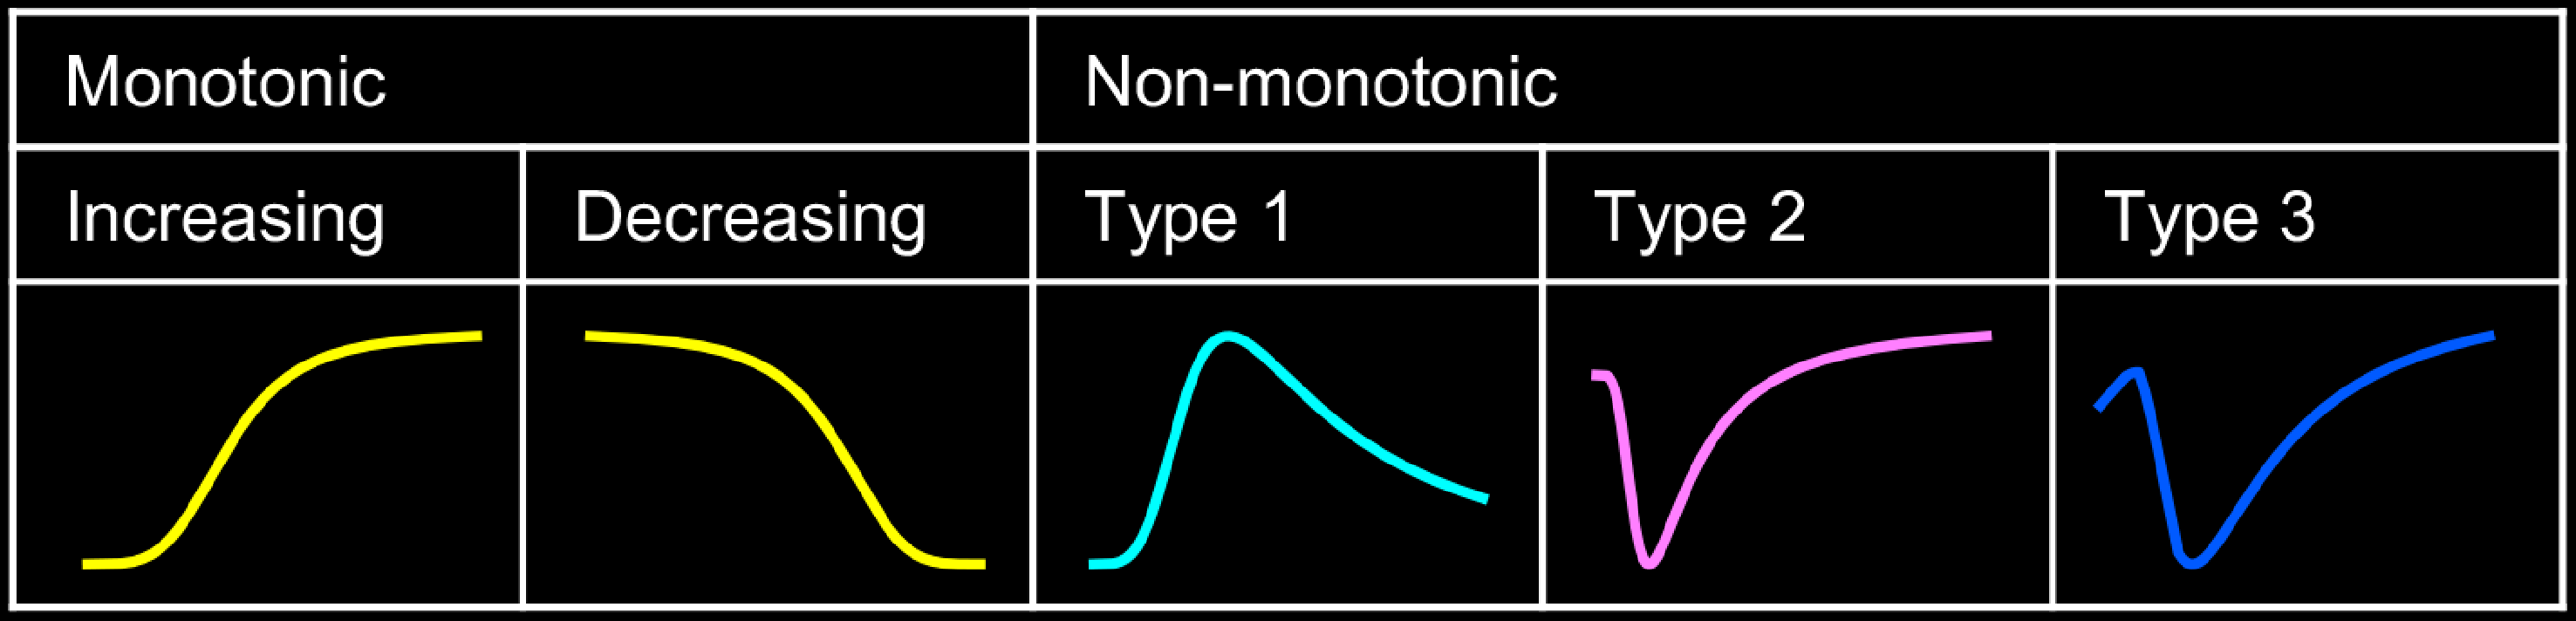 Monotonic
Non-monotonic
Increasing
Decreasing
Type 1
Type 2
Type 3